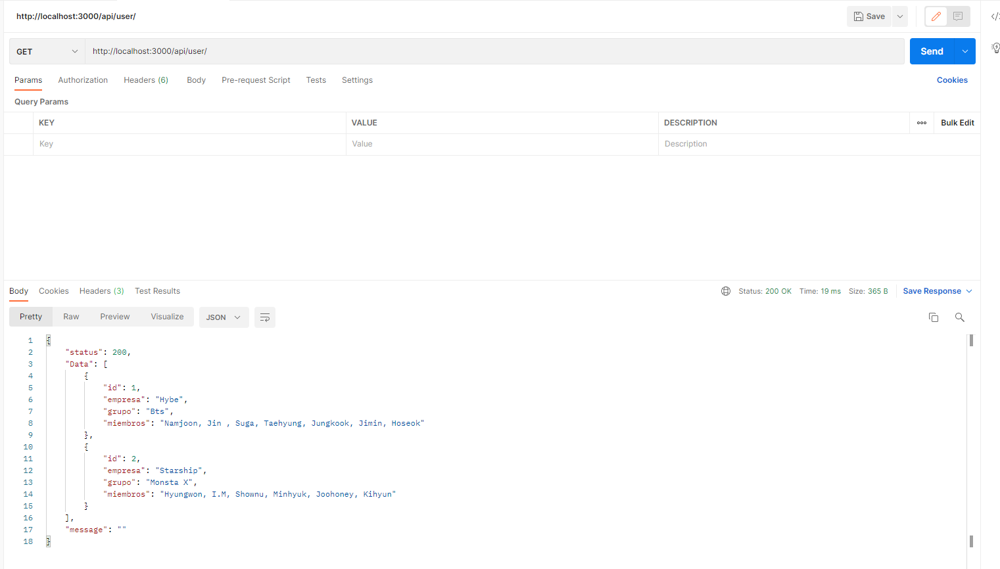 http://localhost:3000/api/user/ Save
GET http://localhost:3000/api/user/ Send
Params Authorization Headers (6) Body Pre-request Script Tests Settings Cookies
Query Params
KEY VALUE DESCRIPTION Bulk Edit
Key Value Description
Body Cookies Headers (3) Test Results Status: 200 OK Time: 19 ms Size: 365 B Save Response
Pretty Raw Preview Visualize JSON
1 {
2 "status": 200,
3 "Data": [
4 {
5 "id": 1,
6 "empresa": "Hybe",
7 "grupo": "Bts",
8 "miembros": "Namjoon, Jin , Suga, Taehyung, Jungkook, Jimin, Hoseok"
9 },
10 {
11 "id": 2,
12 "empresa": "Starship",
13 "grupo": "Monsta X",
14 "miembros": "Hyungwon, I.M, Shownu, Minhyuk, Joohoney, Kihyun"
15 }
16 ],
17 "message": ""
18 }